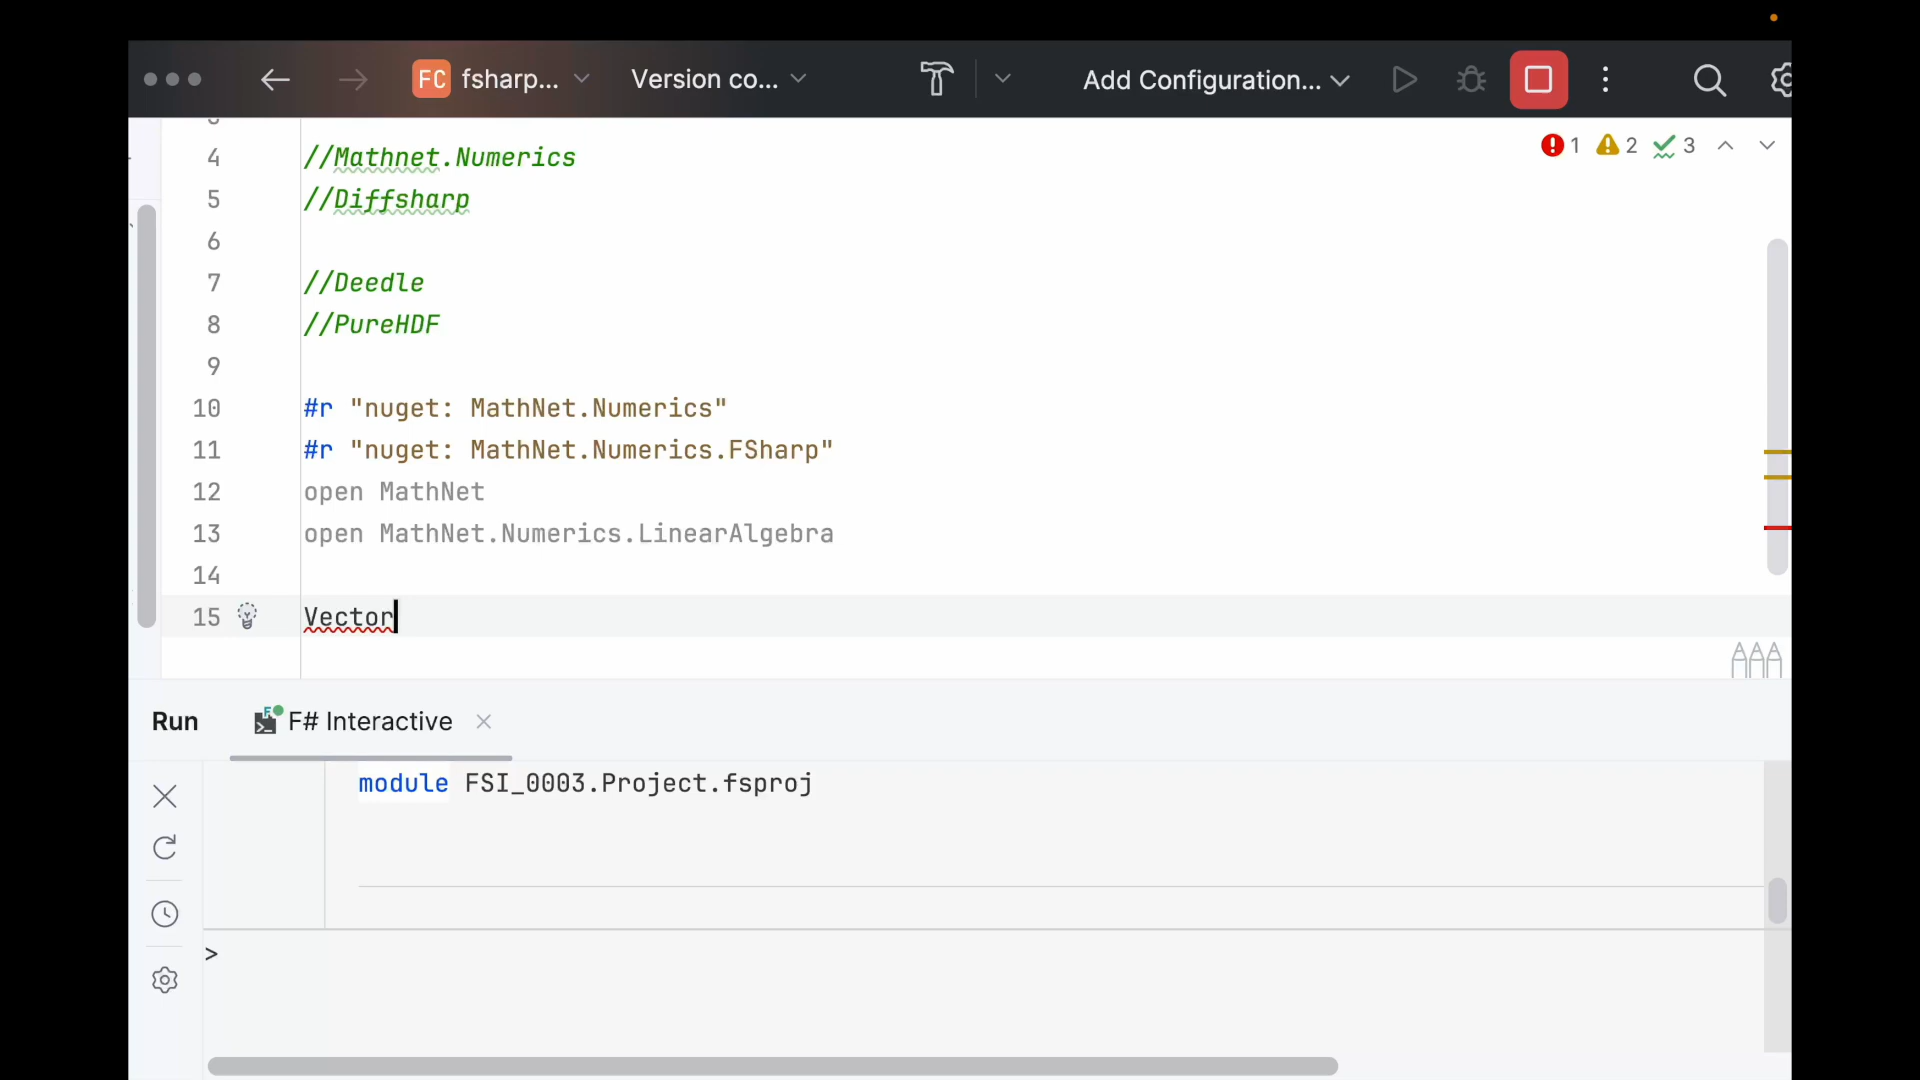 FC fsharp... Version co... Add Configuration...
1 2 3
4 //Mathnet.Numerics
5 //Diffsharp
6
7 //Deedle
8 //PureHDF
9
10 #r "nuget: MathNet.Numerics"
11 #r "nuget: MathNet.Numerics.FSharp"
12 open MathNet
13 open MathNet.Numerics.LinearAlgebra
14
15 Vector
Run F# Interactive
module FSI_0003.Project.fsproj
>